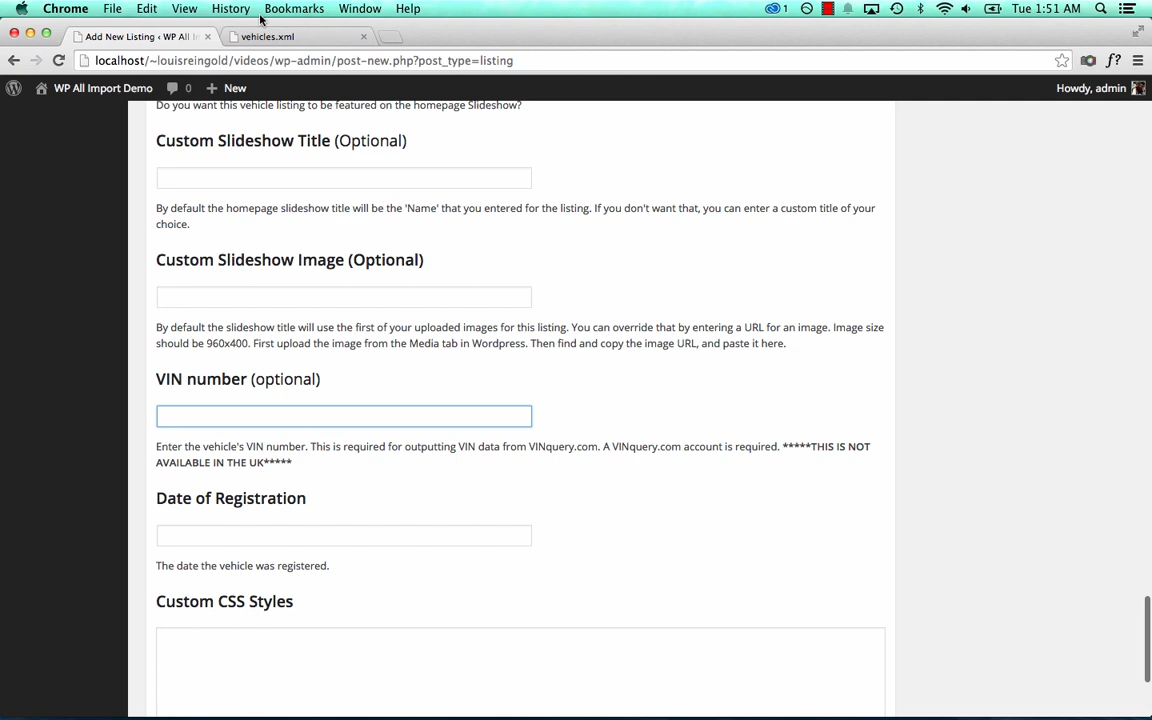 Chrome File Edit View History Bookmarks Window Help 1 Tue 1:51 AM
Add New Listing ‹ WP All Im vehicles.xml
localhost/~louisreingold/videos/wp-admin/post-new.php?post_type=listing f?
WP All Import Demo 0 + New Howdy, admin
Do you want this vehicle listing to be featured on the homepage Slideshow?
Custom Slideshow Title (Optional)
By default the homepage slideshow title will be the 'Name' that you entered for the listing. If you don't want that, you can enter a custom title of your
choice.
Custom Slideshow Image (Optional)
By default the slideshow title will use the first of your uploaded images for this listing. You can override that by entering a URL for an image. Image size
should be 960x400. First upload the image from the Media tab in Wordpress. Then find and copy the image URL, and paste it here.
VIN number (optional)
Enter the vehicle's VIN number. This is required for outputting VIN data from VINquery.com. A VINquery.com account is required. *****THIS IS NOT
AVAILABLE IN THE UK*****
Date of Registration
The date the vehicle was registered.
Custom CSS Styles